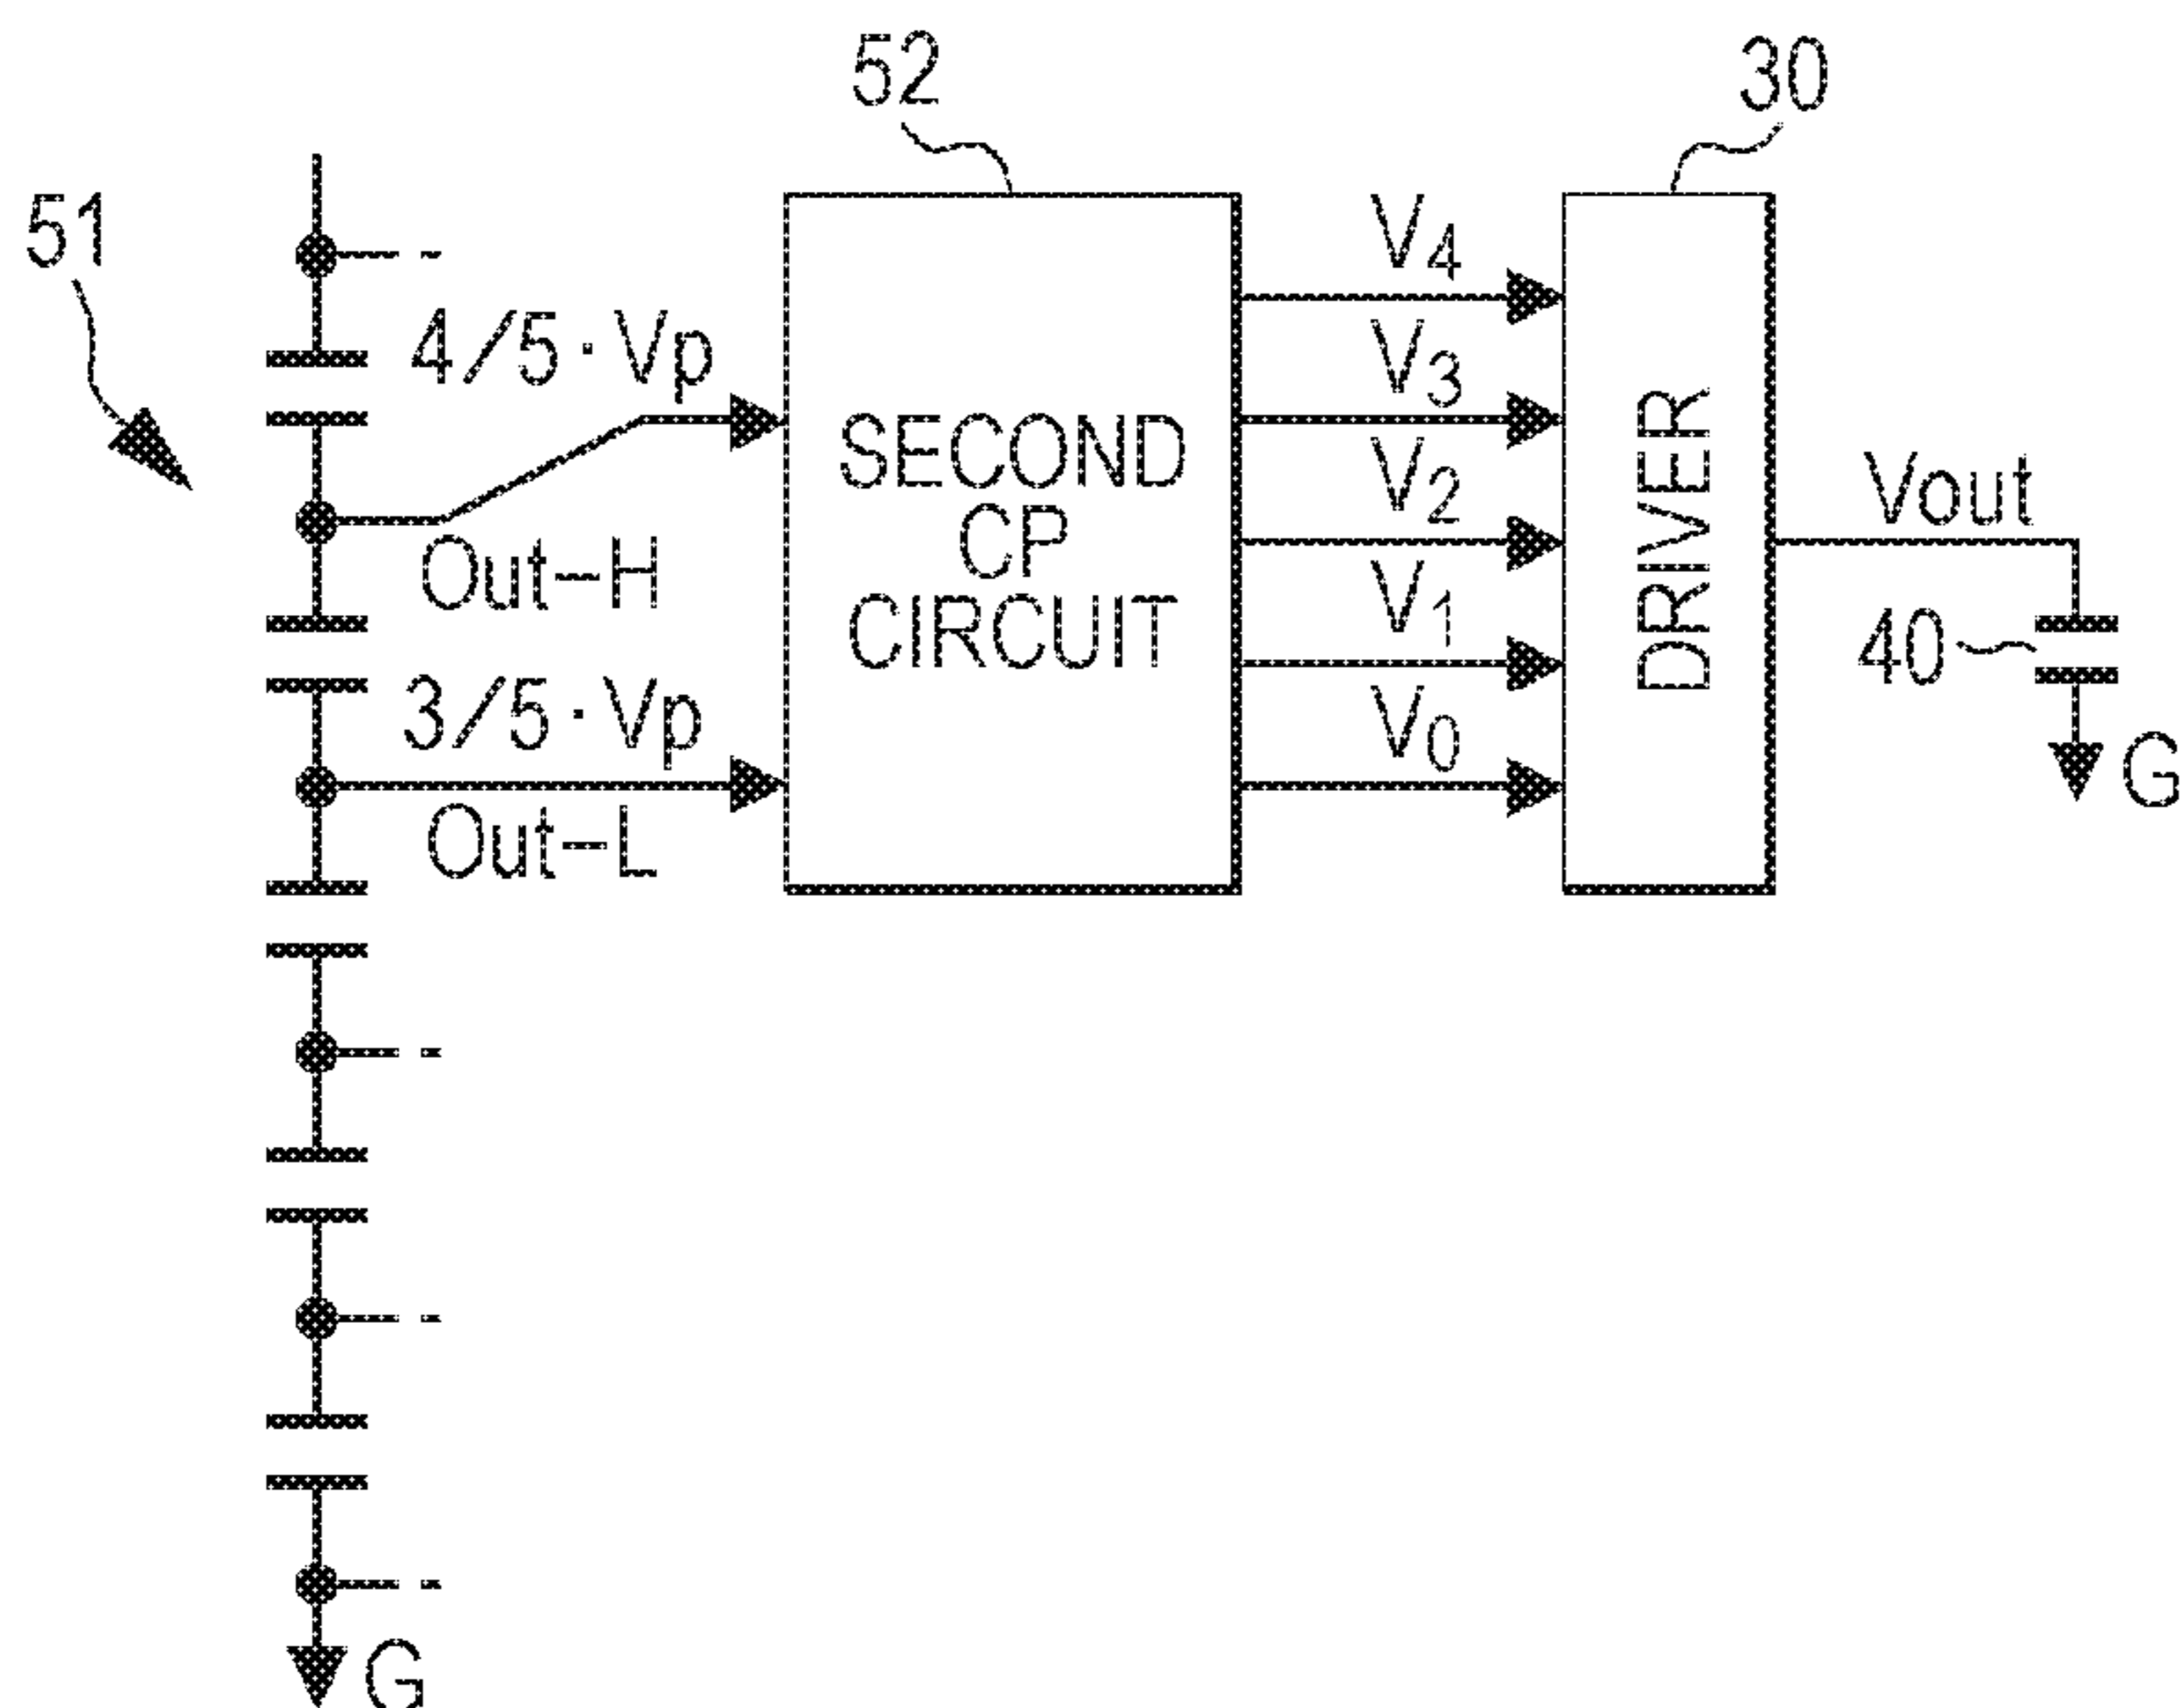 52
30
51
V4
4/5·Vp
V3
SECOND
CP
CIRCUIT
V2
DRIVER
Vout
Out-H
V1
40
3/5·Vp
V0
G
Out-L
G